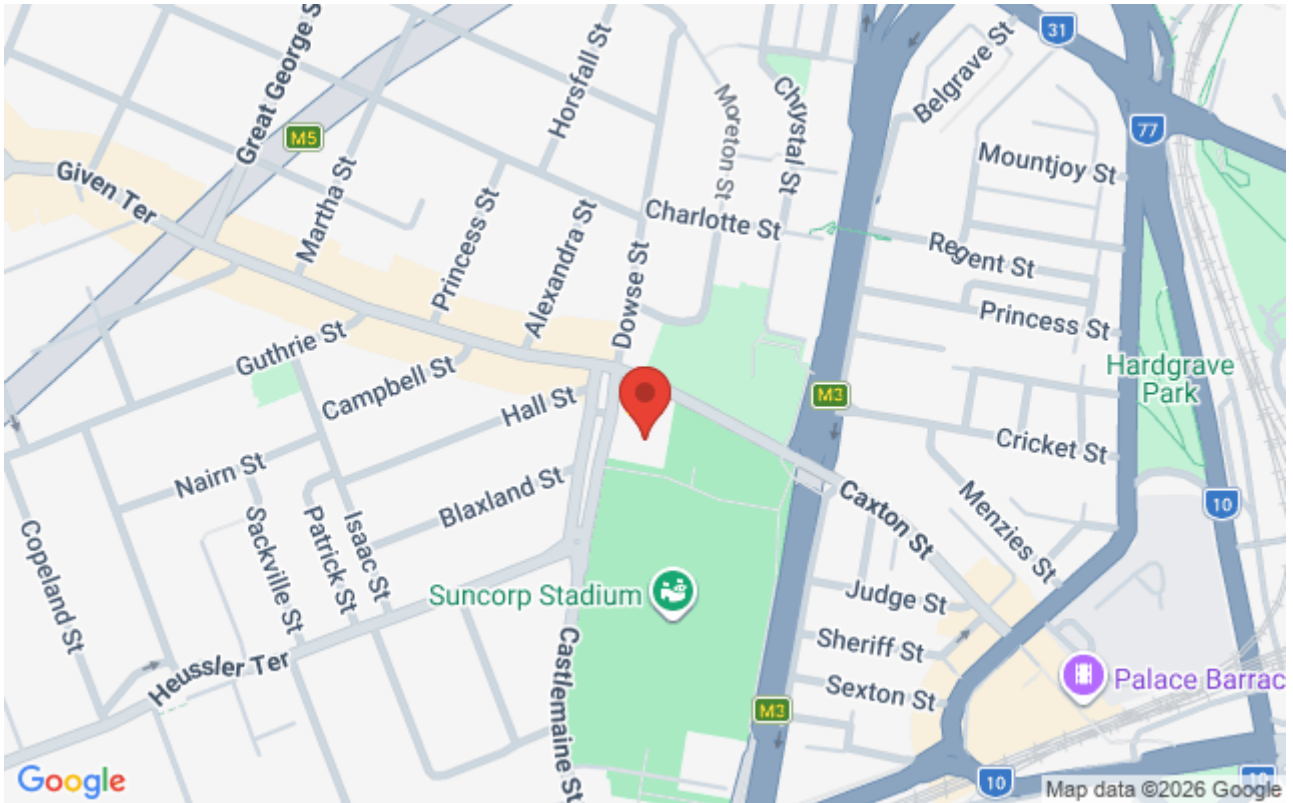 Great George S
Horsfall St
Moreton St
Chrystal St
Belgrave St
31
M5
77
Given Ter
Martha St
Princess St
Alexandra St
Dowse St
Charlotte St
Mountjoy St
Regent St
Princess St
Guthrie St
Campbell St
Hall St
M3
Hardgrave
Park
Cricket St
Nairn St
Blaxland St
Caxton St
Menzies St
10
Copeland St
Sackville St
Patrick St
Isaac St
Suncorp Stadium
Judge St
Sheriff St
Sexton St
Heussler Ter
Castlemaine St
M3
Palace Barrac
10
10
Google
Map data ©2026 Google